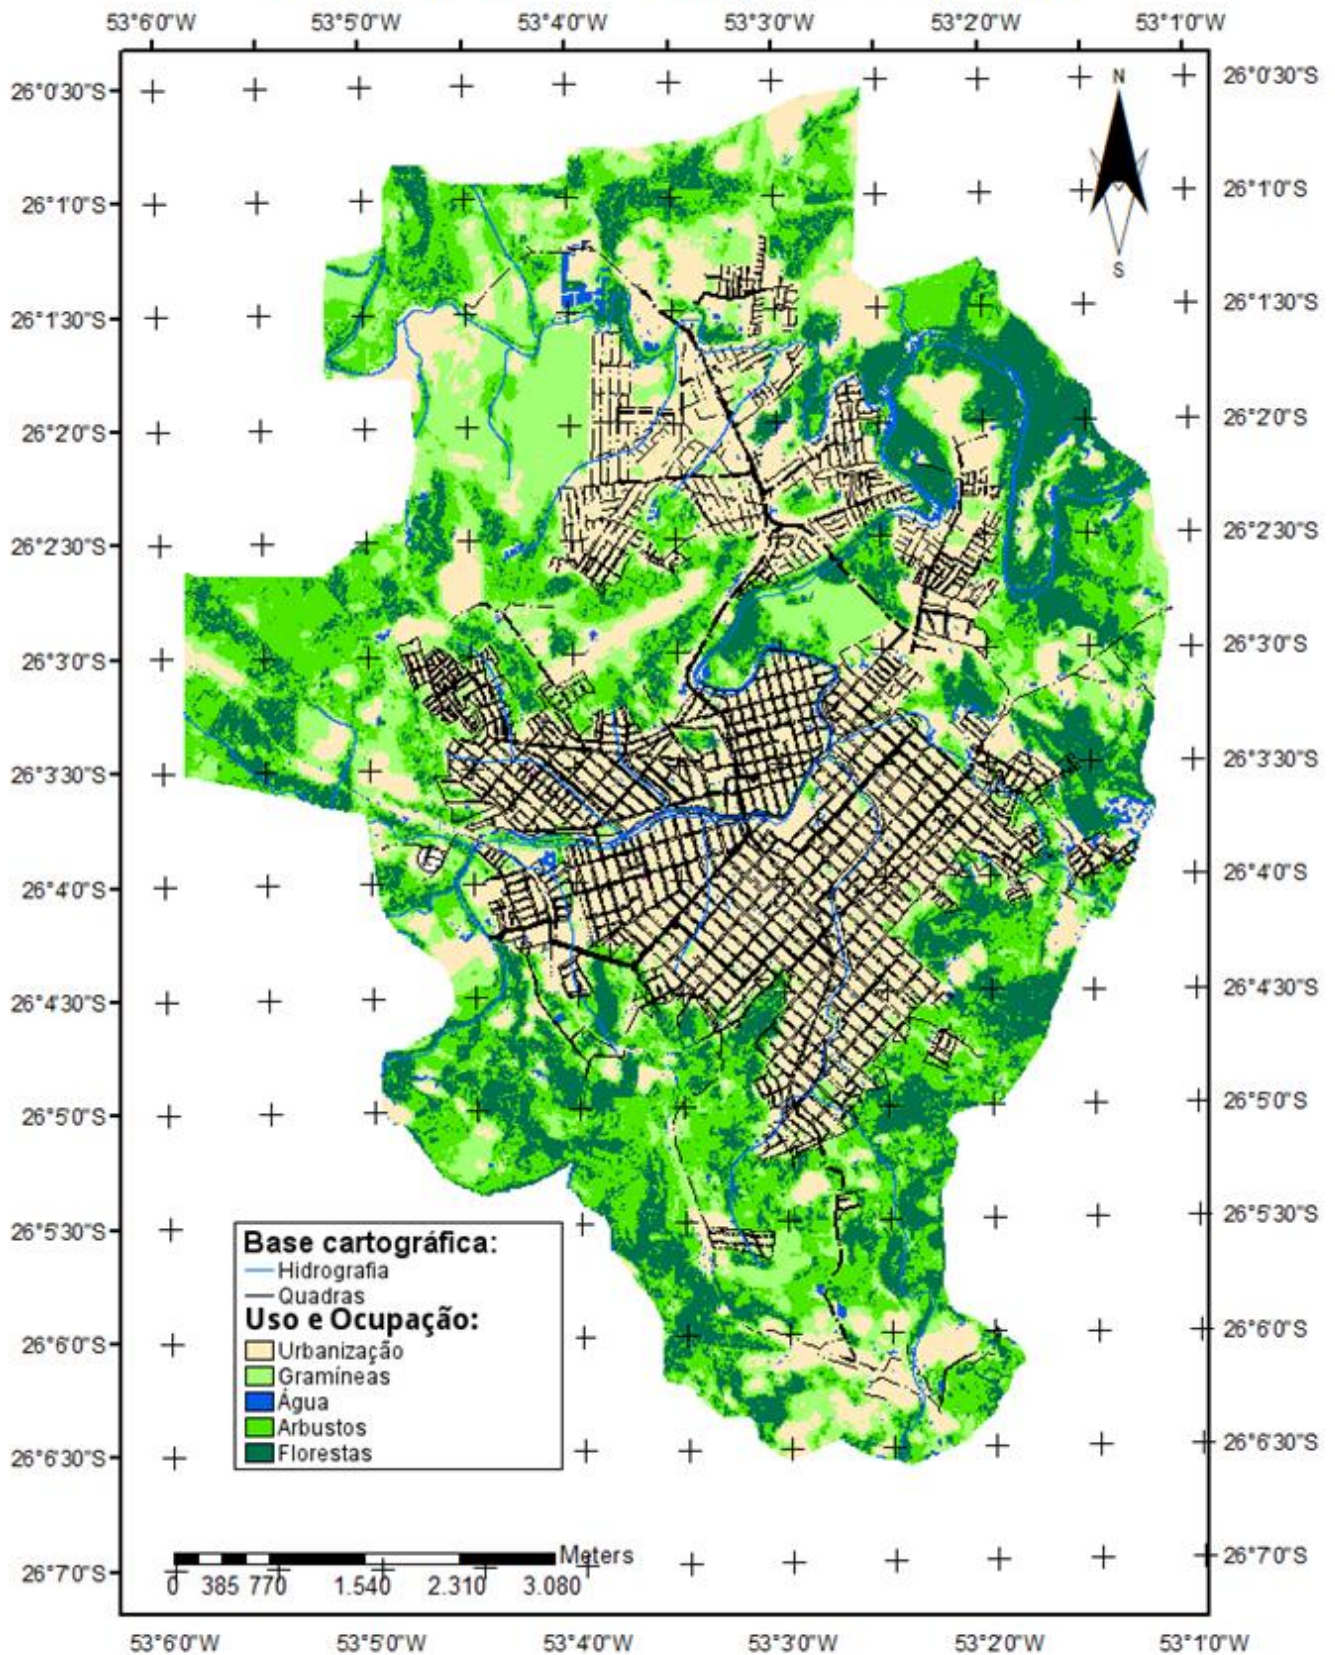 53°6'0"W 53°5'0"W 53°4'0"W 53°3'0"W 53°2'0"W 53°1'0"W
26°0'30"S 26°0'30"S
N
26°1'0"S 26°1'0"S
S
26°1'30"S 26°1'30"S
26°2'0"S 26°2'0"S
26°2'30"S 26°2'30"S
26°3'0"S 26°3'0"S
26°3'30"S 26°3'30"S
26°4'0"S 26°4'0"S
26°4'30"S 26°4'30"S
26°5'0"S 26°5'0"S
26°5'30"S 26°5'30"S
Base cartográfica:
Hidrografia
Quadras
Uso e Ocupação:
26°6'0"S 26°6'0"S
Urbanização
Gramíneas
Água
Arbustos
Florestas
26°6'30"S 26°6'30"S
Meters
26°7'0"S 26°7'0"S
0 385 770 1.540 2.310 3.080
53°6'0"W 53°5'0"W 53°4'0"W 53°3'0"W 53°2'0"W 53°1'0"W